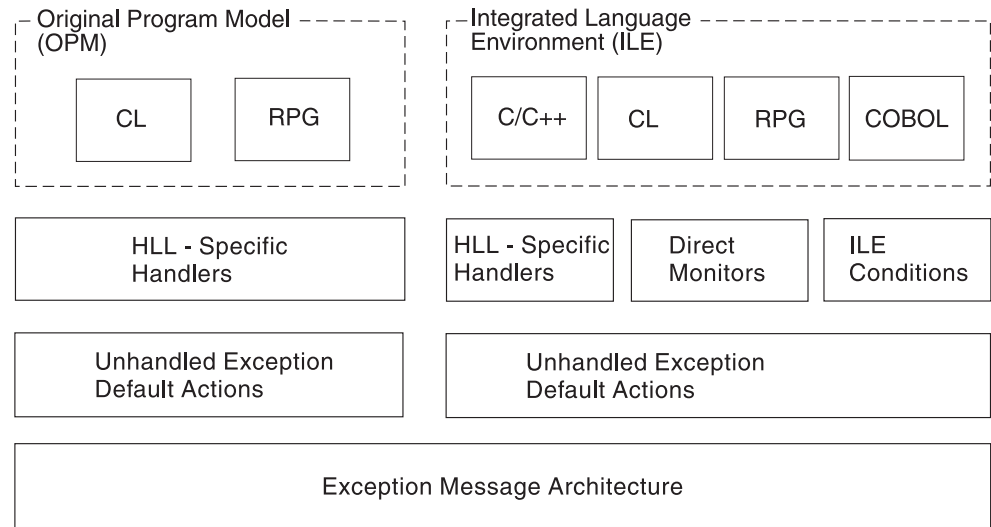 Original Program Model
(OPM)
CL
RPG
Integrated Language
Environment (ILE)
C/C++
CL
RPG
COBOL
HLL - Specific
Handlers
HLL - Specific
Handlers
Direct
Monitors
ILE
Conditions
Unhandled Exception
Default Actions
Unhandled Exception
Default Actions
Exception Message Architecture